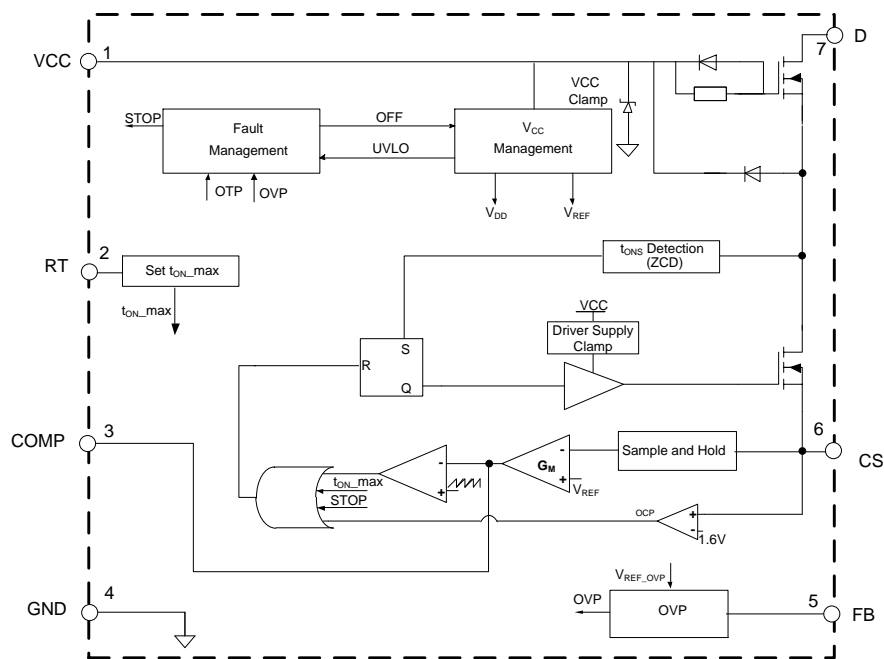 1
VCC
7
D
VCC
Clamp
STOP
Fault
Management
OFF
UVLO
VCC
Management
OTP
OVP
VDD
VREF
2
RT
Set tON_max
tON_max
tONS Detection
(ZCD)
VCC
Driver Supply
Clamp
S
R
Q
3
COMP
6
CS
Sample and Hold
-
+
GM
VREF
-
+
tON_max
STOP
OCP
+
-
1.6V
4
GND
VREF_OVP
OVP
OVP
5
FB